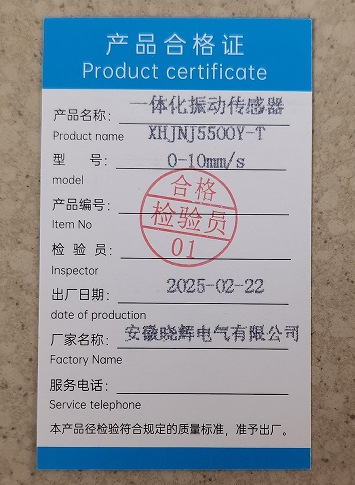 产品合格证
Product certificate
产品名称： 一体化振动传感器
Product name XHJNJ5500Y-T
型 号： 0-10mm/s
model
产品编号：
Item No
检 验 员：
Inspector
合格
检验员
01
出厂日期： 2025-02-22
date of production
厂家名称： 安徽晓辉电气有限公司
Factory Name
服务电话：
Service telephone
本产品径检验符合规定的质量标准，准予出厂。